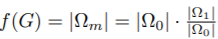 f(G) = |Ω_m| = |Ω_0| · |Ω_1| / |Ω_0|